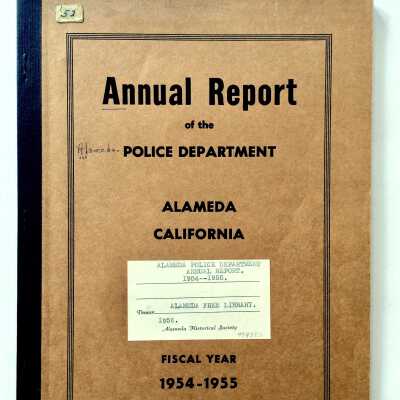 53
Annual Report
of the
Alameda POLICE DEPARTMENT
ALAMEDA
CALIFORNIA
ALAMEDA POLICE DEPARTMENT
ANNUAL REPORT.
1954--1955.
Donor ALAMEDA FREE LIBRARY.
1956.
Alameda Historical Society
FISCAL YEAR
1954-1955